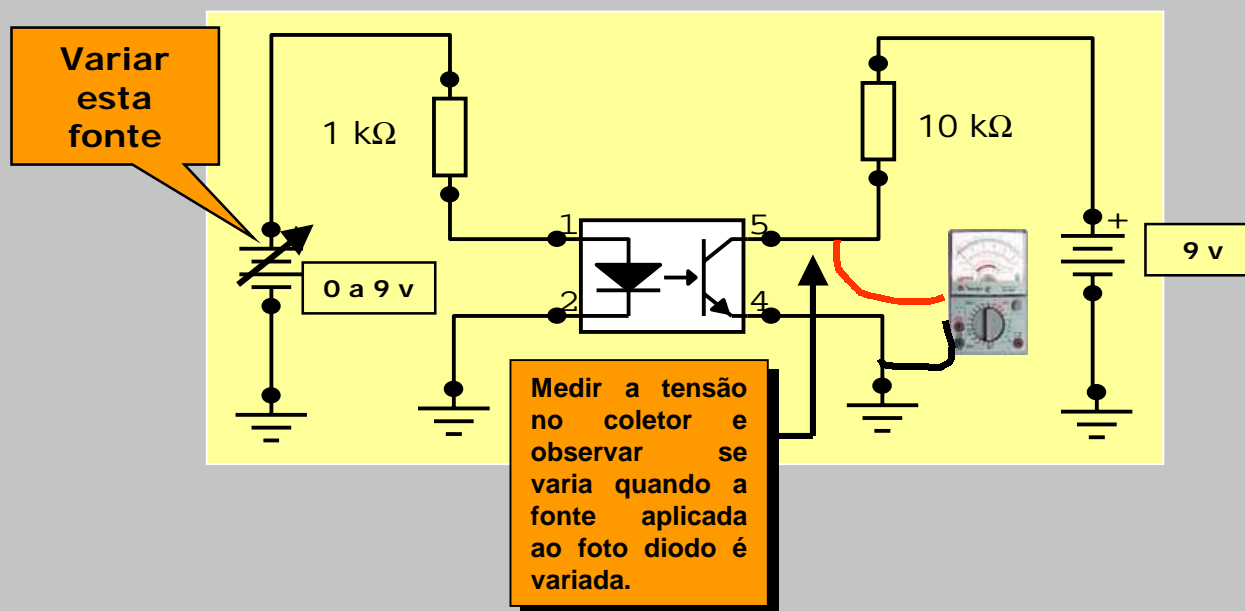 Variar
esta
fonte
1 kΩ
10 kΩ
1
5
+
9 v
0 a 9 v
2
4
Medir a tensão
no coletor e
observar se
varia quando a
fonte aplicada
ao foto diodo é
variada.